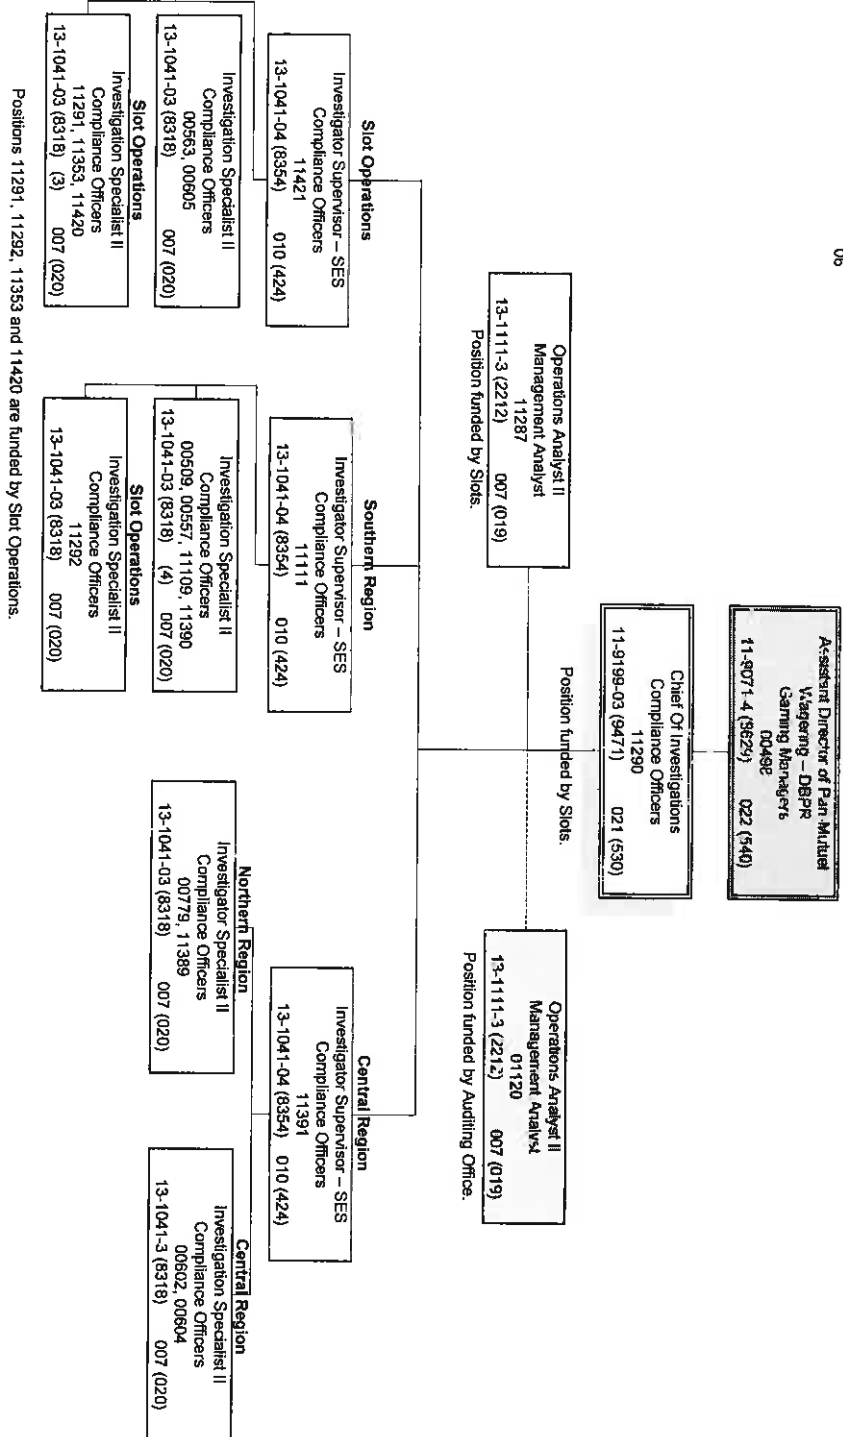 06
Assistant Director of Pari-Mutuel
Wagering – DBPR
Gaming Managers
00498
11-9071-4 (3629) 022 (540)
Chief Of Investigations
Compliance Officers
11290
11-9199-03 (9471) 021 (530)
Position funded by Slots.
Operations Analyst II
Management Analyst
11287
13-1111-3 (2212) 007 (019)
Position funded by Slots.
Operations Analyst II
Management Analyst
01120
13-1111-3 (2212) 007 (019)
Position funded by Auditing Office.
Slot Operations
Investigator Supervisor – SES
Compliance Officers
11421
13-1041-04 (8354) 010 (424)
Investigation Specialist II
Compliance Officers
00563, 00605
13-1041-03 (8318) 007 (020)
Slot Operations
Investigation Specialist II
Compliance Officers
11291, 11353, 11420
13-1041-03 (8318) (3) 007 (020)
Southern Region
Investigator Supervisor – SES
Compliance Officers
11111
13-1041-04 (8354) 010 (424)
Investigation Specialist II
Compliance Officers
00509, 00557, 11109, 11390
13-1041-03 (8318) (4) 007 (020)
Slot Operations
Investigation Specialist II
Compliance Officers
11292
13-1041-03 (8318) 007 (020)
Central Region
Investigator Supervisor – SES
Compliance Officers
11391
13-1041-04 (8354) 010 (424)
Northern Region
Investigator Specialist II
Compliance Officers
00779, 11389
13-1041-03 (8318) 007 (020)
Central Region
Investigation Specialist II
Compliance Officers
00602, 00604
13-1041-3 (8318) 007 (020)
Positions 11291, 11292, 11353 and 11420 are funded by Slot Operations.